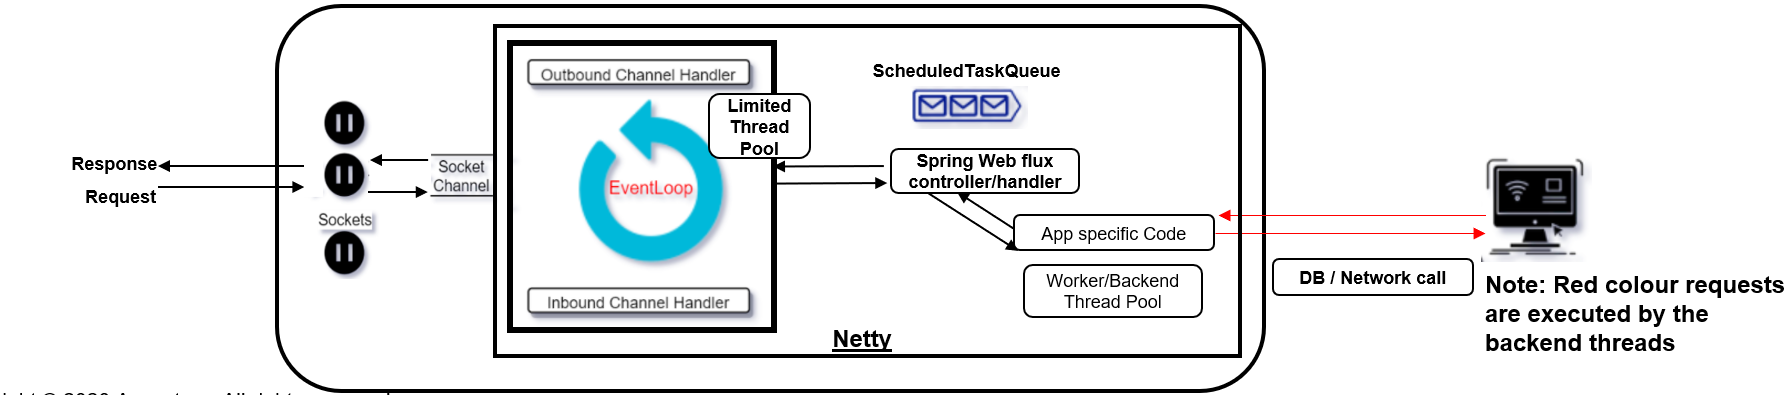 Response
Request
Sockets
Socket
Channel
Outbound Channel Handler
EventLoop
Inbound Channel Handler
Limited
Thread
Pool
ScheduledTaskQueue
Spring Web flux
controller/handler
App specific Code
Worker/Backend
Thread Pool
Netty
DB / Network call
Note: Red colour requests
are executed by the
backend threads